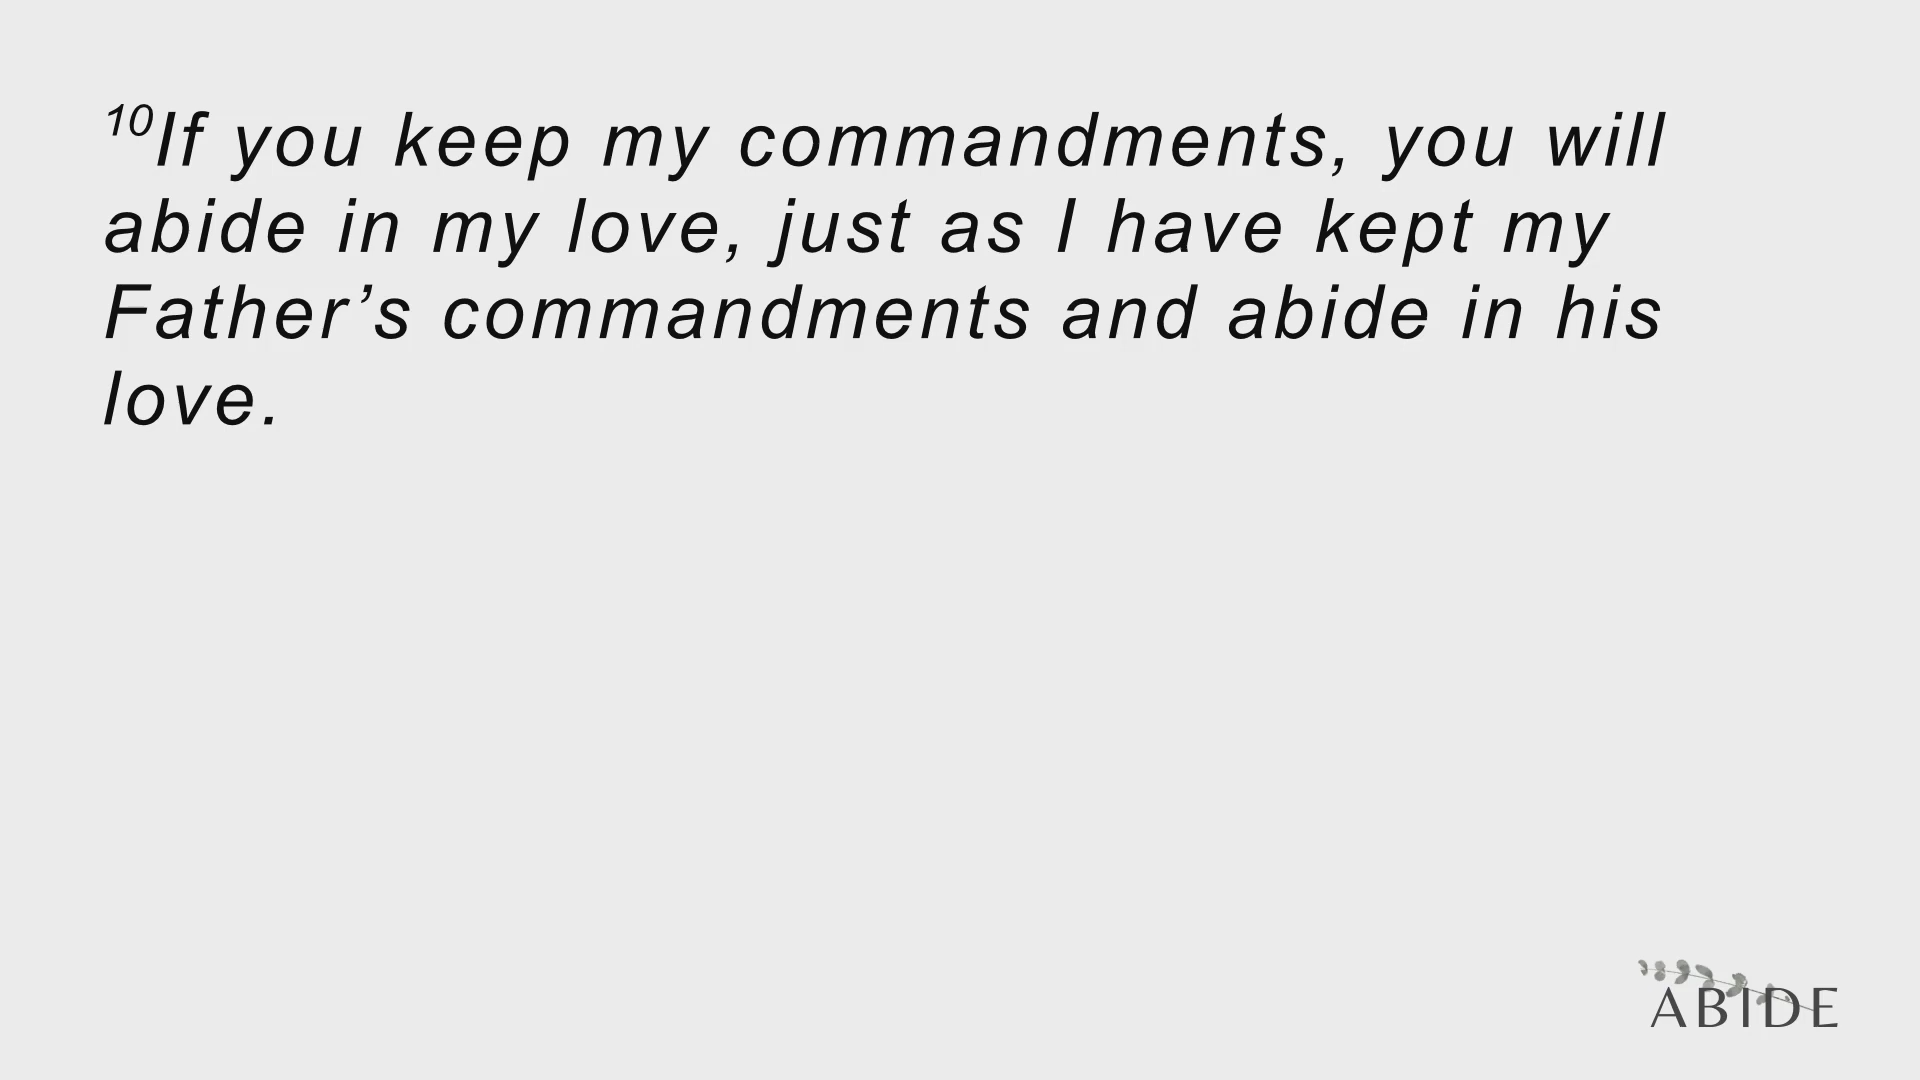 ¹⁰If you keep my commandments, you will
abide in my love, just as I have kept my
Father’s commandments and abide in his
love.
ABIDE